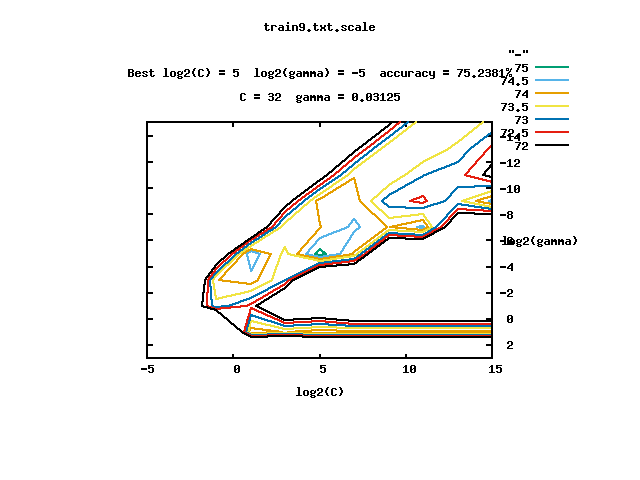 train9.txt.scale
"-"
Best log2(C) = 5  log2(gamma) = -5  accuracy = 75.2381%
C = 32  gamma = 0.03125
75
74.5
74
73.5
73
72.5
72
-14
-12
-10
-8
-6
-4
-2
0
2
log2(gamma)
-5 0 5 10 15
log2(C)